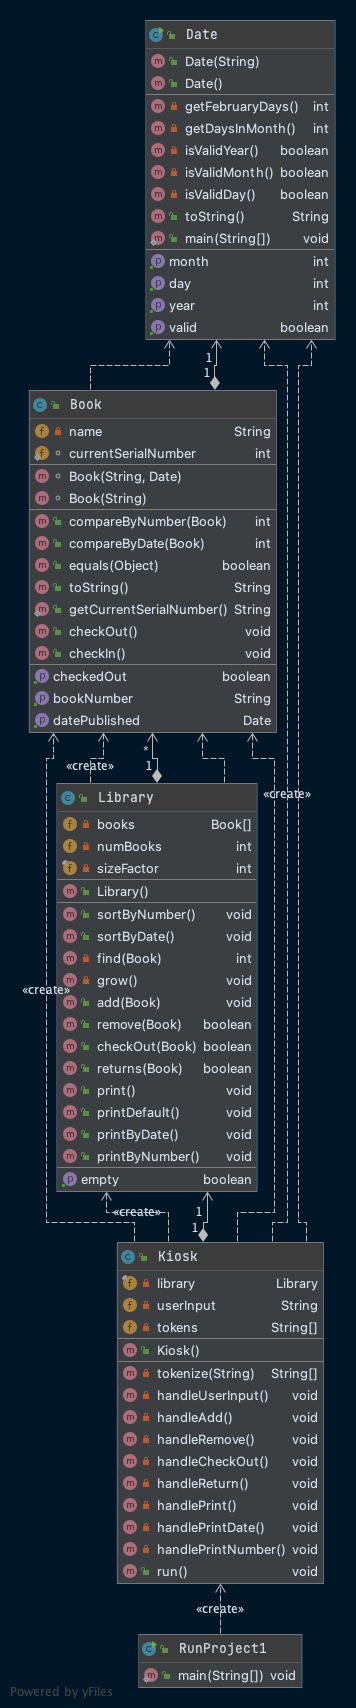 Date
Date(String)
Date()
getFebruaryDays() int
getDaysInMonth() int
isValidYear() boolean
isValidMonth() boolean
isValidDay() boolean
toString() String
main(String[]) void
month int
day int
year int
valid boolean
1
1
Book
name String
currentSerialNumber int
Book(String, Date)
Book(String)
compareByNumber(Book) int
compareByDate(Book) int
equals(Object) boolean
toString() String
getCurrentSerialNumber() String
checkOut() void
checkIn() void
checkedOut boolean
bookNumber String
datePublished Date
*
«create» 1
«create»
Library
books Book[]
numBooks int
sizeFactor int
Library()
sortByNumber() void
sortByDate() void
find(Book) int
grow() void
«create»
add(Book) void
remove(Book) boolean
checkOut(Book) boolean
returns(Book) boolean
print() void
printDefault() void
printByDate() void
printByNumber() void
empty boolean
«create» 1
1
Kiosk
library Library
userInput String
tokens String[]
Kiosk()
tokenize(String) String[]
handleUserInput() void
handleAdd() void
handleRemove() void
handleCheckOut() void
handleReturn() void
handlePrint() void
handlePrintDate() void
handlePrintNumber() void
run() void
«create»
RunProject1
main(String[]) void
Powered by yFiles